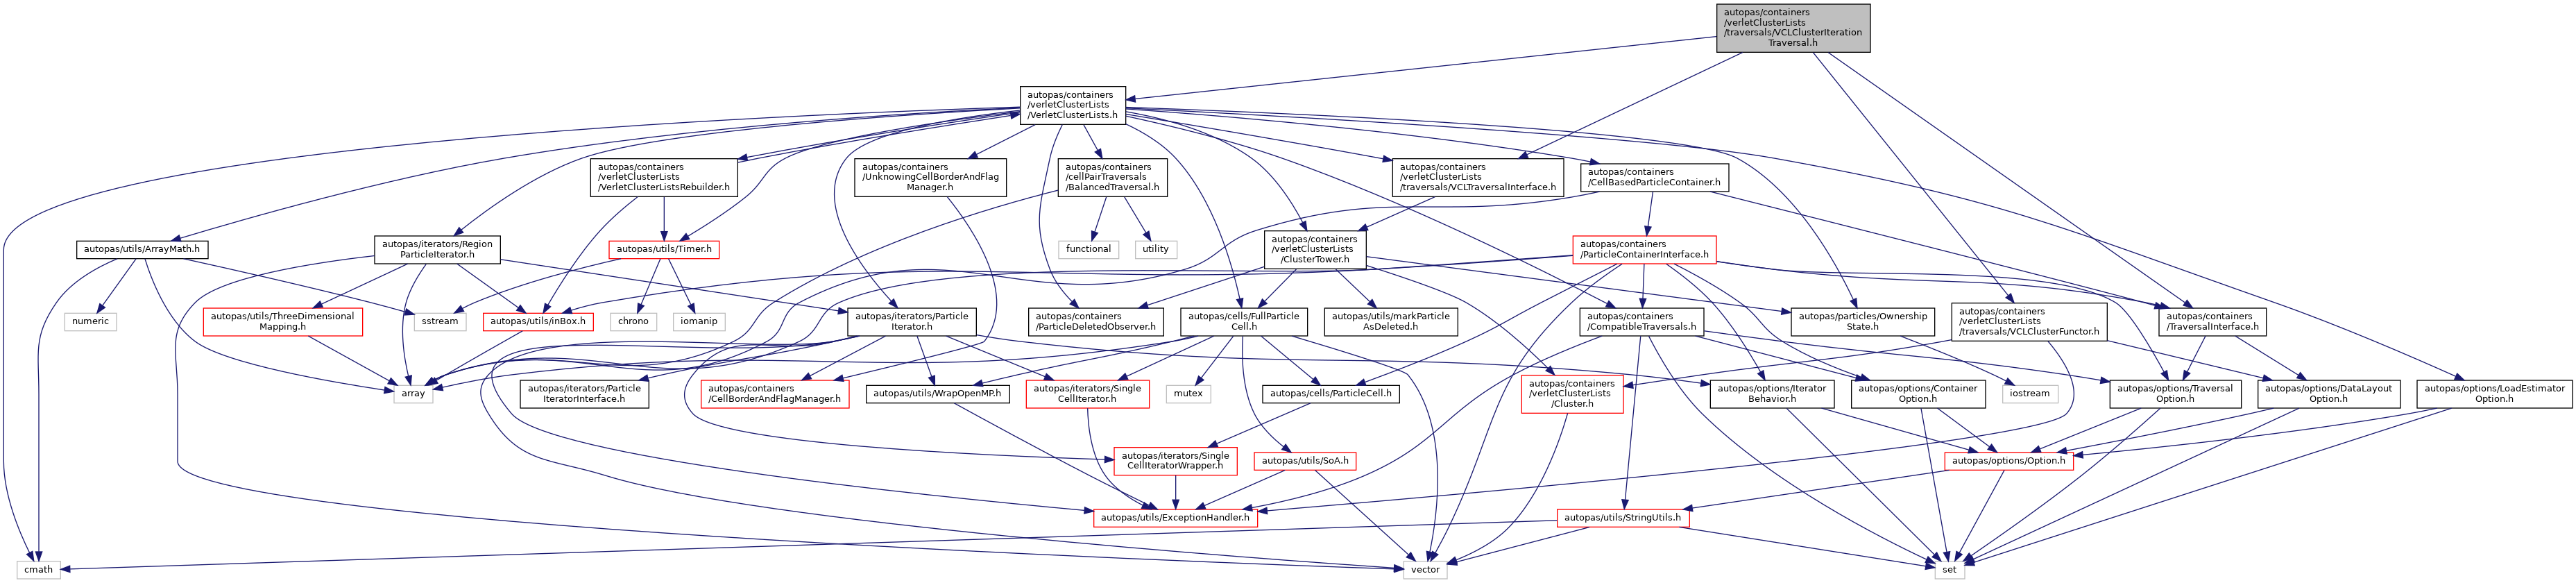 autopas/containers
/verletClusterLists
/traversals/VCLClusterIteration
Traversal.h
autopas/containers
/verletClusterLists
/VerletClusterLists.h
autopas/containers
/verletClusterLists
/VerletClusterListsRebuilder.h
autopas/containers
/UnknowingCellBorderAndFlag
Manager.h
autopas/containers
/cellPairTraversals
/BalancedTraversal.h
autopas/containers
/verletClusterLists
/traversals/VCLTraversalInterface.h
autopas/containers
/CellBasedParticleContainer.h
autopas/utils/ArrayMath.h
autopas/iterators/Region
ParticleIterator.h
autopas/utils/Timer.h
functional
utility
autopas/containers
/verletClusterLists
/ClusterTower.h
autopas/containers
/ParticleContainerInterface.h
numeric
autopas/utils/ThreeDimensional
Mapping.h
sstream
autopas/utils/inBox.h
chrono
iomanip
autopas/iterators/Particle
Iterator.h
autopas/containers
/ParticleDeletedObserver.h
autopas/cells/FullParticle
Cell.h
autopas/utils/markParticle
AsDeleted.h
autopas/containers
/CompatibleTraversals.h
autopas/particles/Ownership
State.h
autopas/containers
/verletClusterLists
/traversals/VCLClusterFunctor.h
autopas/containers
/TraversalInterface.h
array
autopas/iterators/Particle
IteratorInterface.h
autopas/containers
/CellBorderAndFlagManager.h
autopas/utils/WrapOpenMP.h
autopas/iterators/Single
CellIterator.h
mutex
autopas/cells/ParticleCell.h
autopas/containers
/verletClusterLists
/Cluster.h
autopas/options/Iterator
Behavior.h
autopas/options/Container
Option.h
iostream
autopas/options/Traversal
Option.h
autopas/options/DataLayout
Option.h
autopas/options/LoadEstimator
Option.h
autopas/iterators/Single
CellIteratorWrapper.h
autopas/utils/SoA.h
autopas/options/Option.h
autopas/utils/ExceptionHandler.h
autopas/utils/StringUtils.h
cmath
vector
set